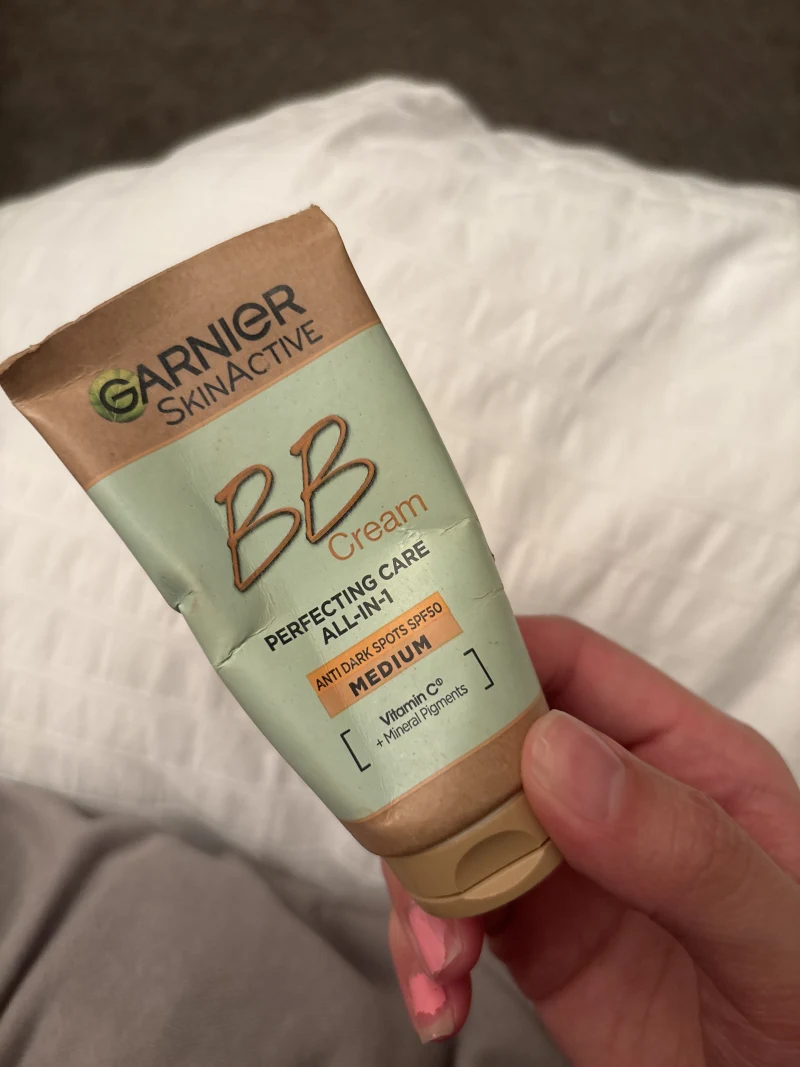 GARNIER
SKINACTIVE
BB
Cream
PERFECTING CARE
ALL-IN-1
ANTI DARK SPOTS SPF50
MEDIUM
Vitamin C⁽ᶦ⁾
+ Mineral Pigments